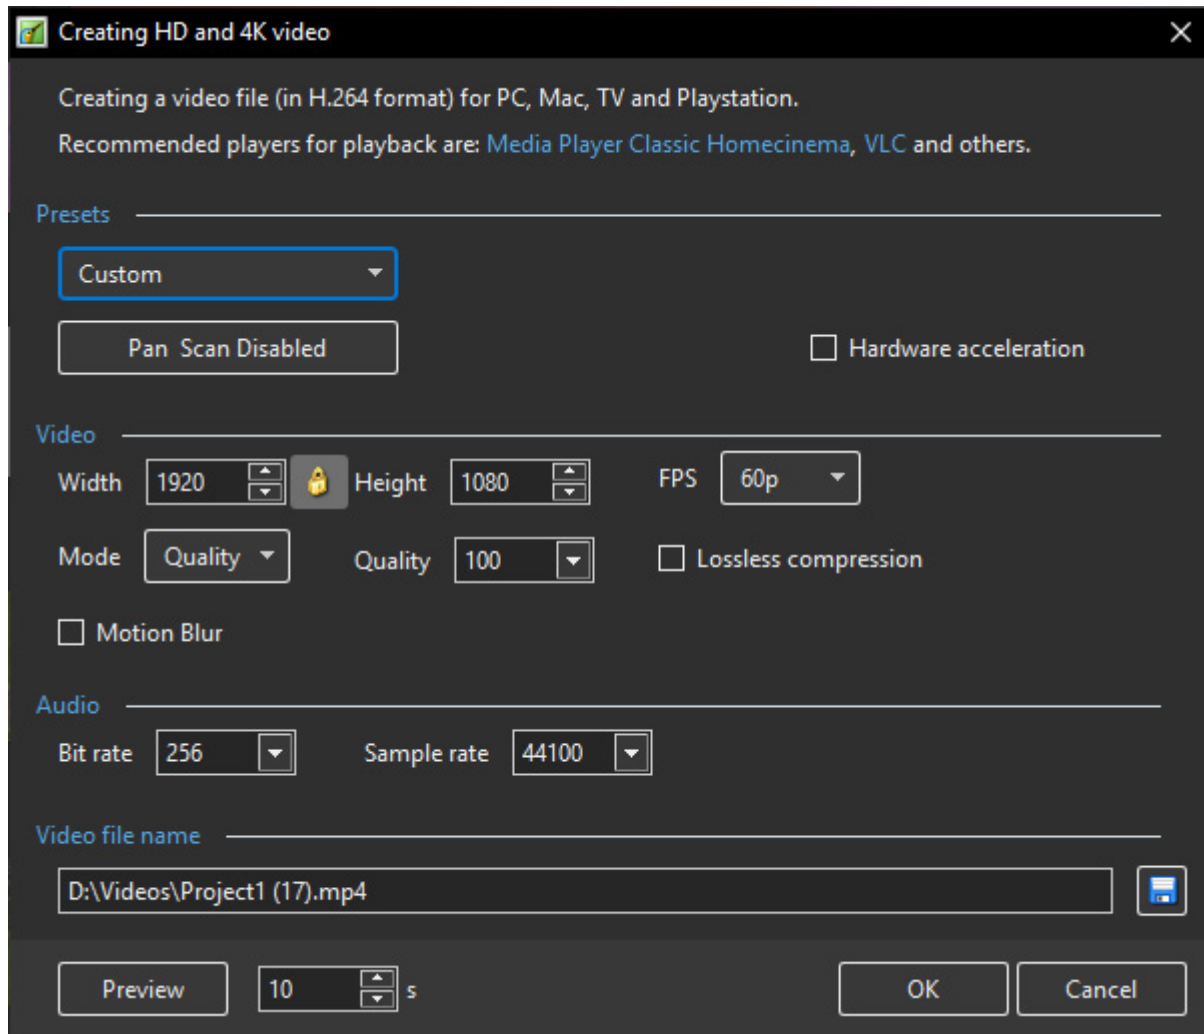 Creating HD and 4K video
Creating a video file (in H.264 format) for PC, Mac, TV and Playstation.
Recommended players for playback are: Media Player Classic Homecinema, VLC and others.
Presets
Custom
Pan  Scan Disabled Hardware acceleration
Video
Width 1920 Height 1080 FPS 60p
Mode Quality Quality 100 Lossless compression
Motion Blur
Audio
Bit rate 256 Sample rate 44100
Video file name
D:\Videos\Project1 (17).mp4
Preview 10 s OK Cancel